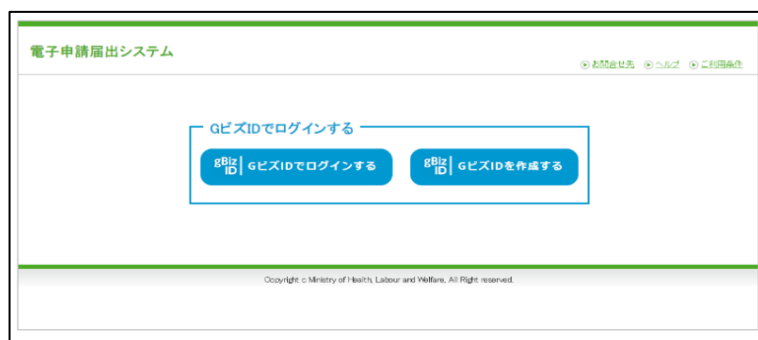 電子申請届出システム
お問合せ先 ヘルプ ご利用条件
GビズIDでログインする
gBiz ID GビズIDでログインする
gBiz ID GビズIDを作成する
Copyright c Ministry of Health, Labour and Welfare, All Right reserved.